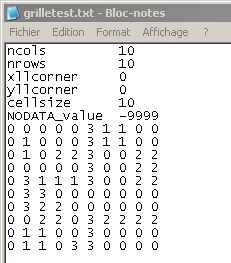 grilletest.txt - Bloc-notes
Fichier Edition Format Affichage ?
ncols 10
nrows 10
xllcorner 0
yllcorner 0
cellsize 10
NODATA_value -9999
0 0 0 0 0 3 1 1 0 0
0 1 0 0 0 3 1 1 0 0
0 1 0 2 2 3 0 0 2 2
0 0 0 2 2 0 0 0 2 2
0 3 1 1 1 3 0 0 2 2
0 3 3 0 0 0 0 0 0 0
0 3 2 2 0 0 0 0 0 0
0 0 0 0 0 3 2 2 2 2
0 1 1 0 0 0 0 0 0 0
0 1 1 0 3 3 0 0 0 0